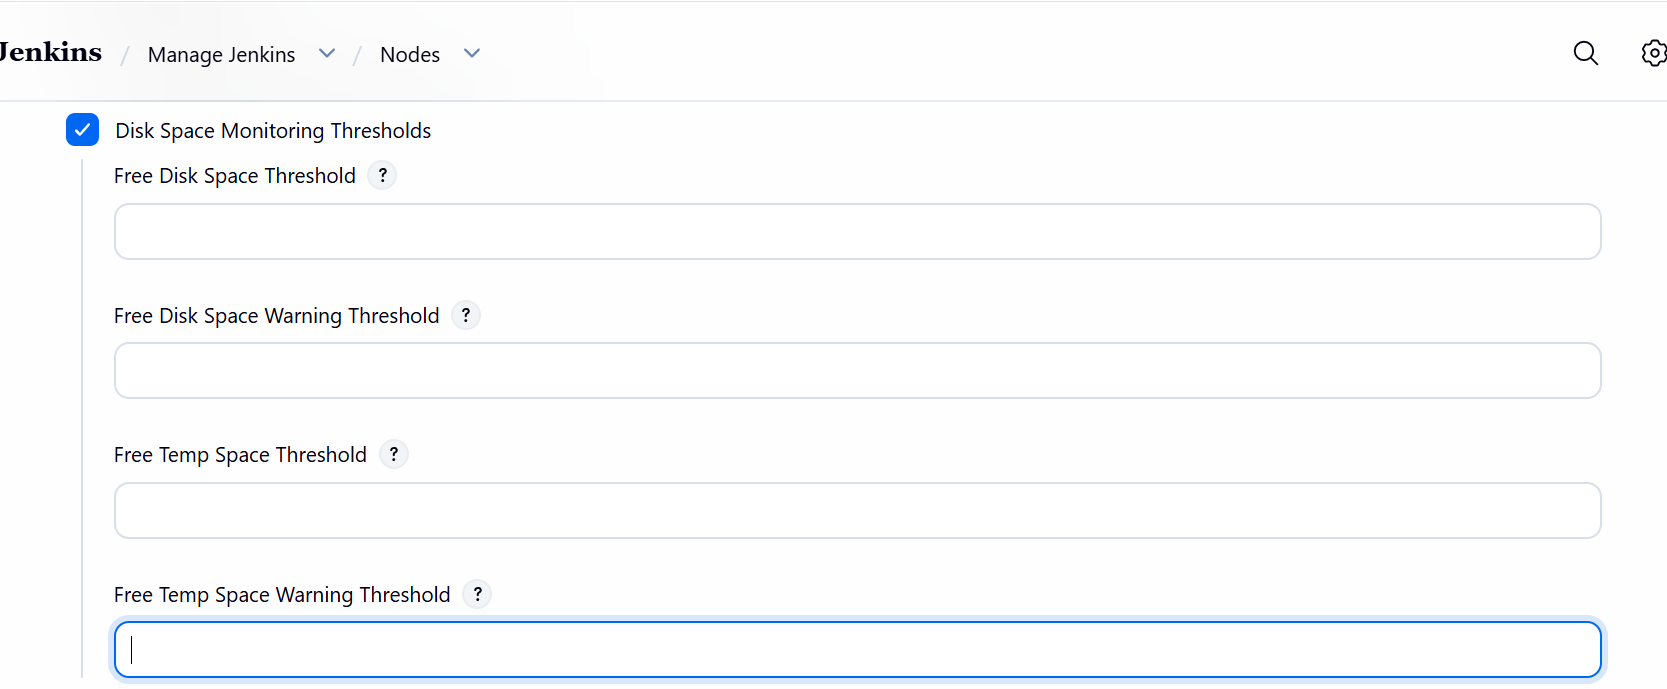 Jenkins / Manage Jenkins / Nodes
Disk Space Monitoring Thresholds
Free Disk Space Threshold ?
Free Disk Space Warning Threshold ?
Free Temp Space Threshold ?
Free Temp Space Warning Threshold ?